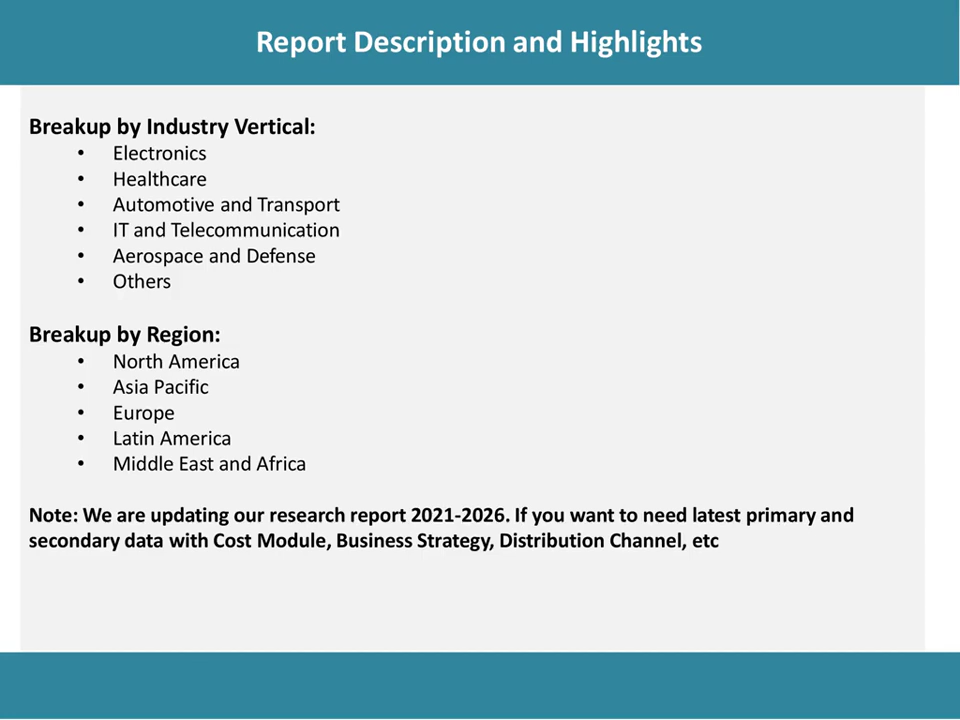 Report Description and Highlights
Breakup by Industry Vertical:
• Electronics
• Healthcare
• Automotive and Transport
• IT and Telecommunication
• Aerospace and Defense
• Others
Breakup by Region:
• North America
• Asia Pacific
• Europe
• Latin America
• Middle East and Africa
Note: We are updating our research report 2021-2026. If you want to need latest primary and
secondary data with Cost Module, Business Strategy, Distribution Channel, etc